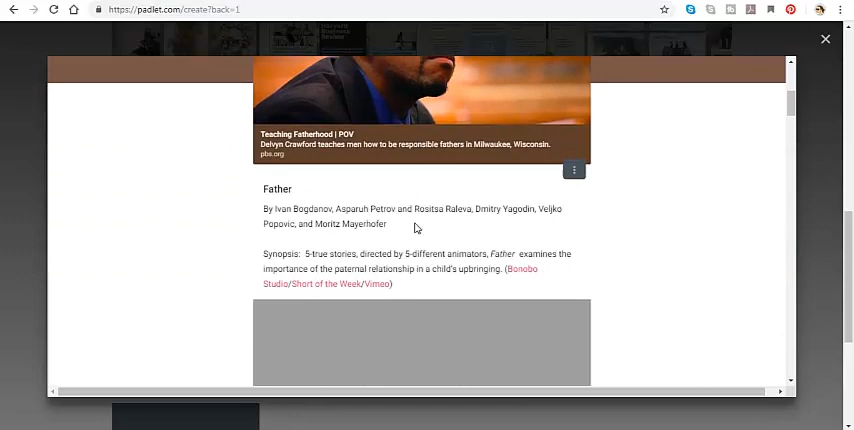 https://padlet.com/create?back=1
Teaching Fatherhood | POV
Delvyn Crawford teaches men how to be responsible fathers in Milwaukee, Wisconsin.
pbs.org
Father
By Ivan Bogdanov, Asparuh Petrov and Rositsa Raleva, Dmitry Yagodin, Veljko
Popovic, and Moritz Mayerhofer
Synopsis: 5-true stories, directed by 5-different animators, Father examines the
importance of the paternal relationship in a child's upbringing. (Bonobo
Studio/Short of the Week/Vimeo)